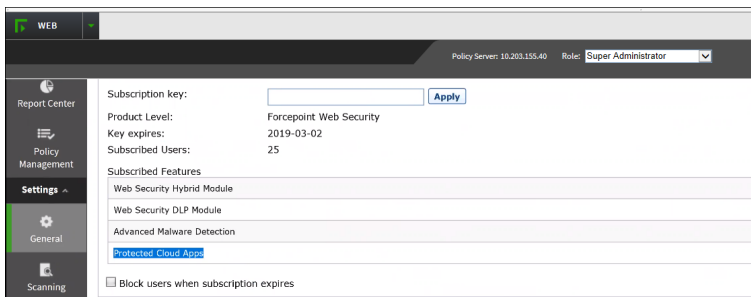 WEB
Policy Server: 10.203.155.40 Role: Super Administrator
Report Center
Policy
Management
Settings
General
Scanning
Subscription key: Apply
Product Level: Forcepoint Web Security
Key expires: 2019-03-02
Subscribed Users: 25
Subscribed Features
Web Security Hybrid Module
Web Security DLP Module
Advanced Malware Detection
Protected Cloud Apps
Block users when subscription expires